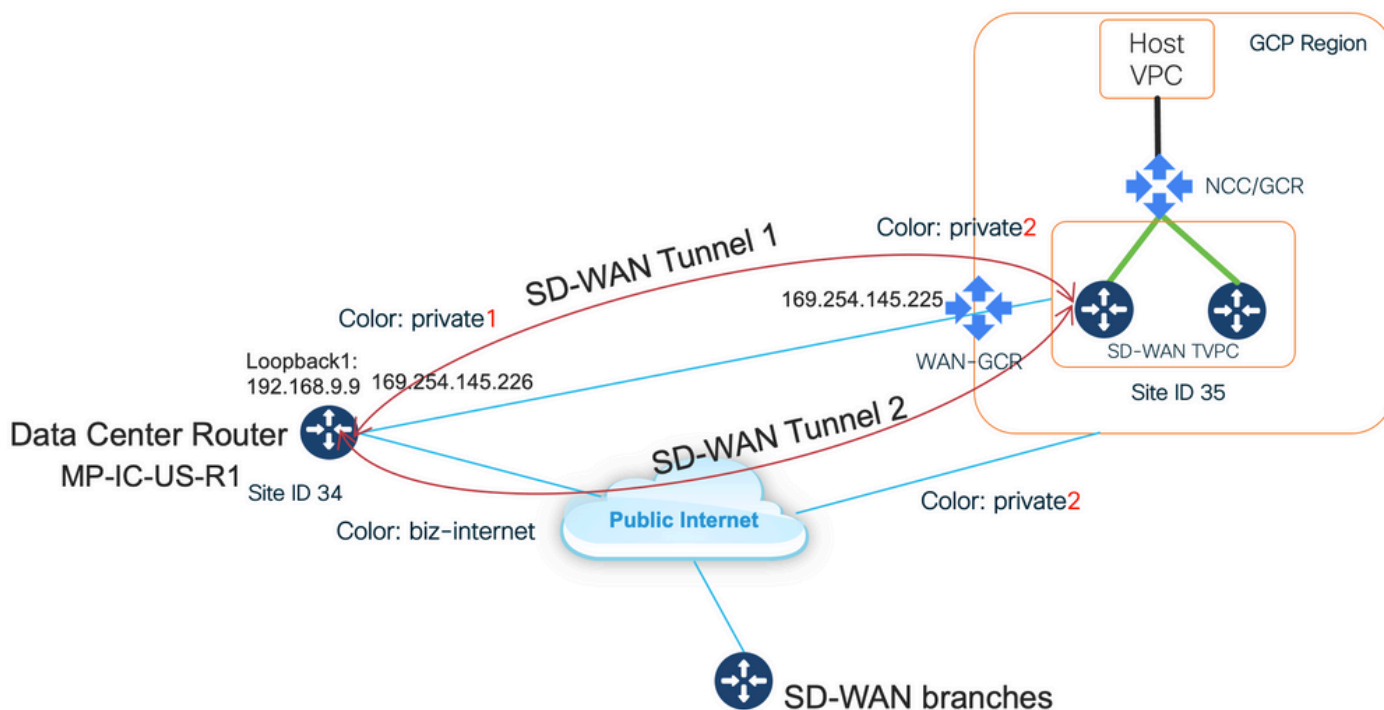 Host
VPC
GCP Region
NCC/GCR
Color: private2
SD-WAN Tunnel 1
169.254.145.225
Color: private1
WAN-GCR
SD-WAN TVPC
Loopback1:
192.168.9.9
169.254.145.226
Site ID 35
Data Center Router
MP-IC-US-R1
Site ID 34
SD-WAN Tunnel 2
Color: private2
Color: biz-internet
Public Internet
SD-WAN branches